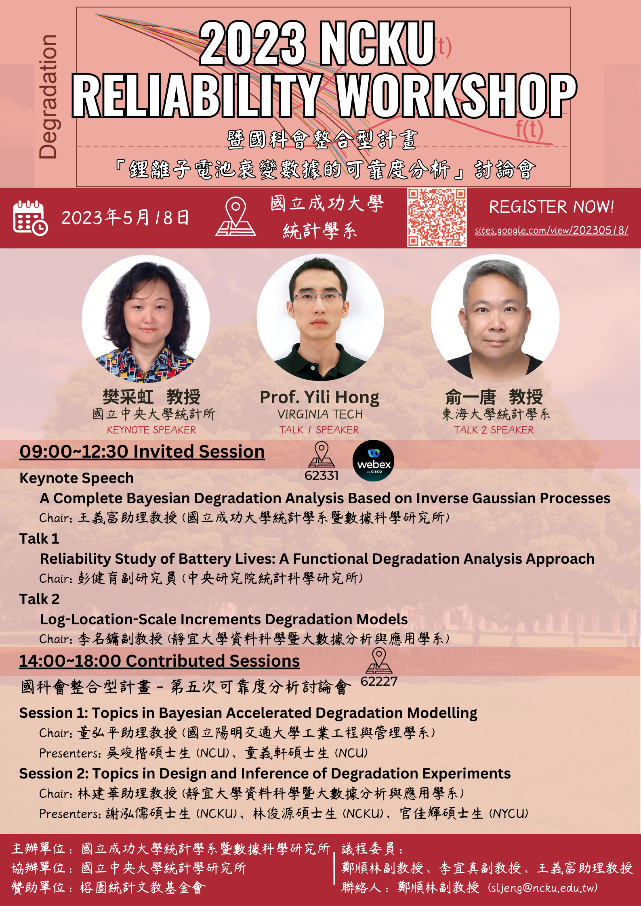 Degradation
2023 NCKU
(t)
RELIABILITY WORKSHOP
f(t)
暨國科會整合型計畫
「鋰離子電池衰變數據的可靠度分析」討論會
2023年5月18日
國立成功大學
統計學系
REGISTER NOW!
sites.google.com/view/20230518/
樊采虹 教授
國立中央大學統計所
KEYNOTE SPEAKER
Prof. Yili Hong
VIRGINIA TECH
TALK 1 SPEAKER
俞一唐 教授
東海大學統計學系
TALK 2 SPEAKER
09:00~12:30 Invited Session
62331
webex
by CISCO
Keynote Speech
A Complete Bayesian Degradation Analysis Based on Inverse Gaussian Processes
Chair: 王義富助理教授 (國立成功大學統計學系暨數據科學研究所)
Talk 1
Reliability Study of Battery Lives: A Functional Degradation Analysis Approach
Chair: 彭健育副研究員 (中央研究院統計科學研究所)
Talk 2
Log-Location-Scale Increments Degradation Models
Chair: 李名鏞副教授 (靜宜大學資料科學暨大數據分析與應用學系)
14:00~18:00 Contributed Sessions
62227
國科會整合型計畫 – 第五次可靠度分析討論會
Session 1: Topics in Bayesian Accelerated Degradation Modelling
Chair: 董弘平助理教授 (國立陽明交通大學工業工程與管理學系)
Presenters: 吳堎楷碩士生 (NCU)、童義軒碩士生 (NCU)
Session 2: Topics in Design and Inference of Degradation Experiments
Chair: 林建華助理教授 (靜宜大學資料科學暨大數據分析與應用學系)
Presenters: 謝泓儒碩士生 (NCKU)、林俊源碩士生 (NCKU)、官佳輝碩士生 (NYCU)
主辦單位：國立成功大學統計學系暨數據科學研究所
協辦單位：國立中央大學統計學研究所
贊助單位：榕園統計文教基金會
議程委員：
鄭順林副教授、李宜真副教授、王義富助理教授
聯絡人：鄭順林副教授 (sljeng@ncku.edu.tw)